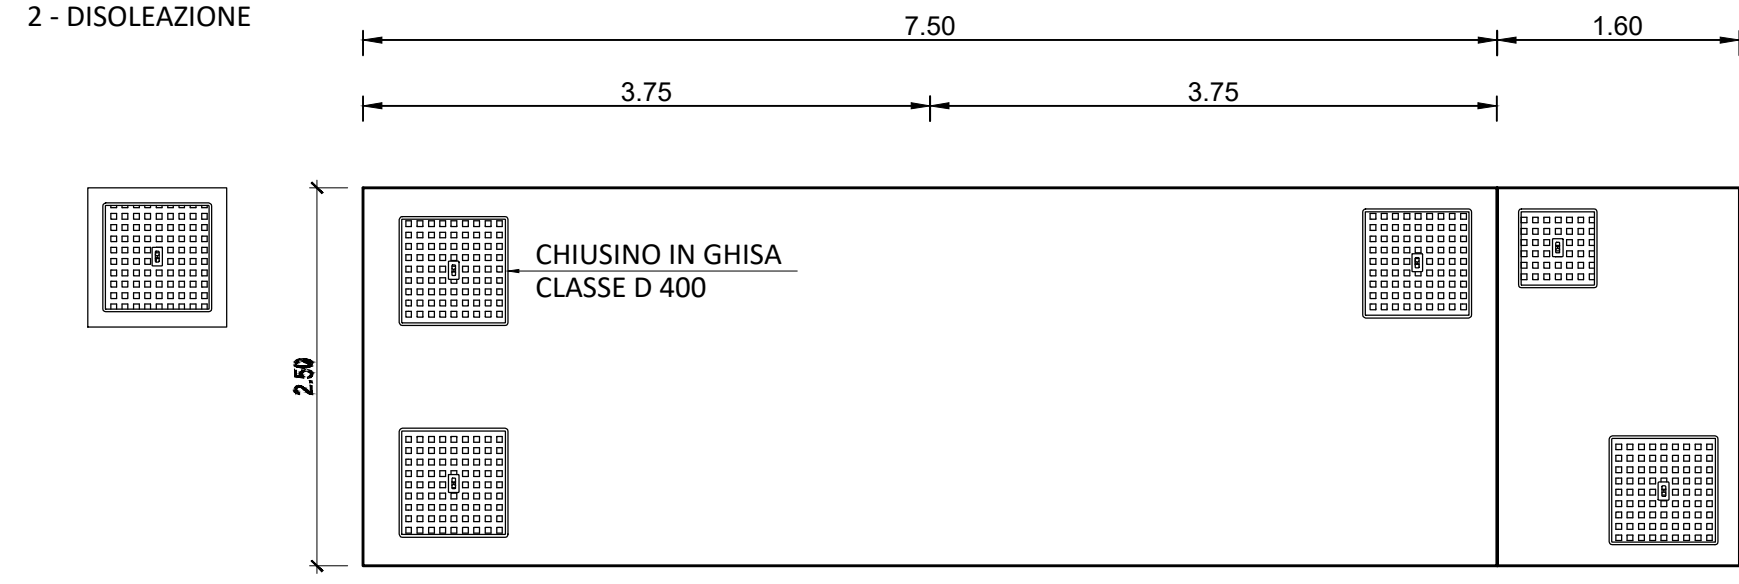 2 - DISOLEAZIONE
7.50
1.60
3.75
3.75
CHIUSINO IN GHISA
CLASSE D 400
2.50